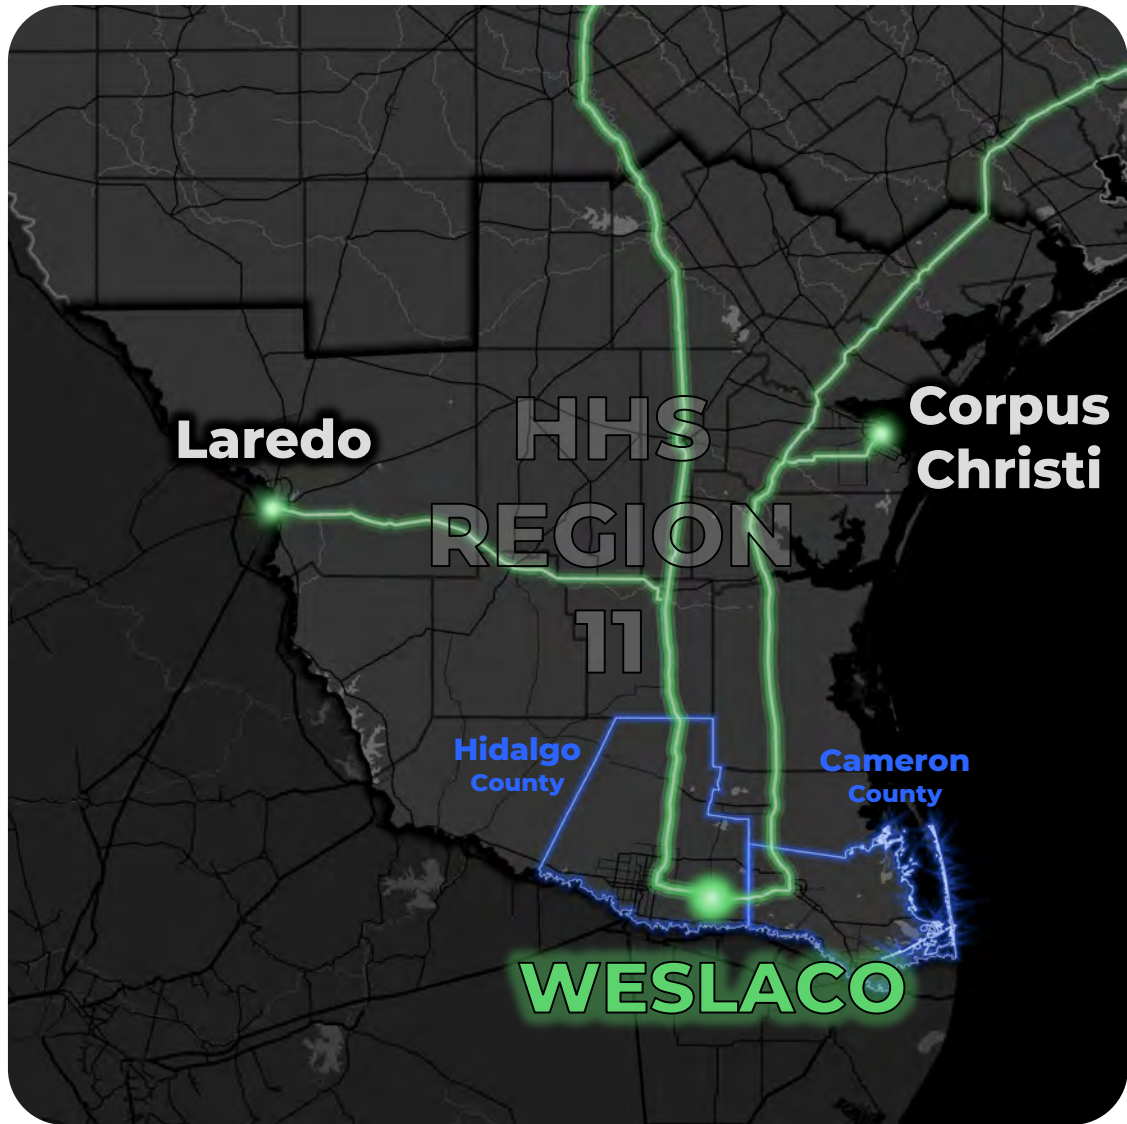 Laredo
Corpus
Christi
HHS
REGION
11
Hidalgo
County
Cameron
County
WESLACO